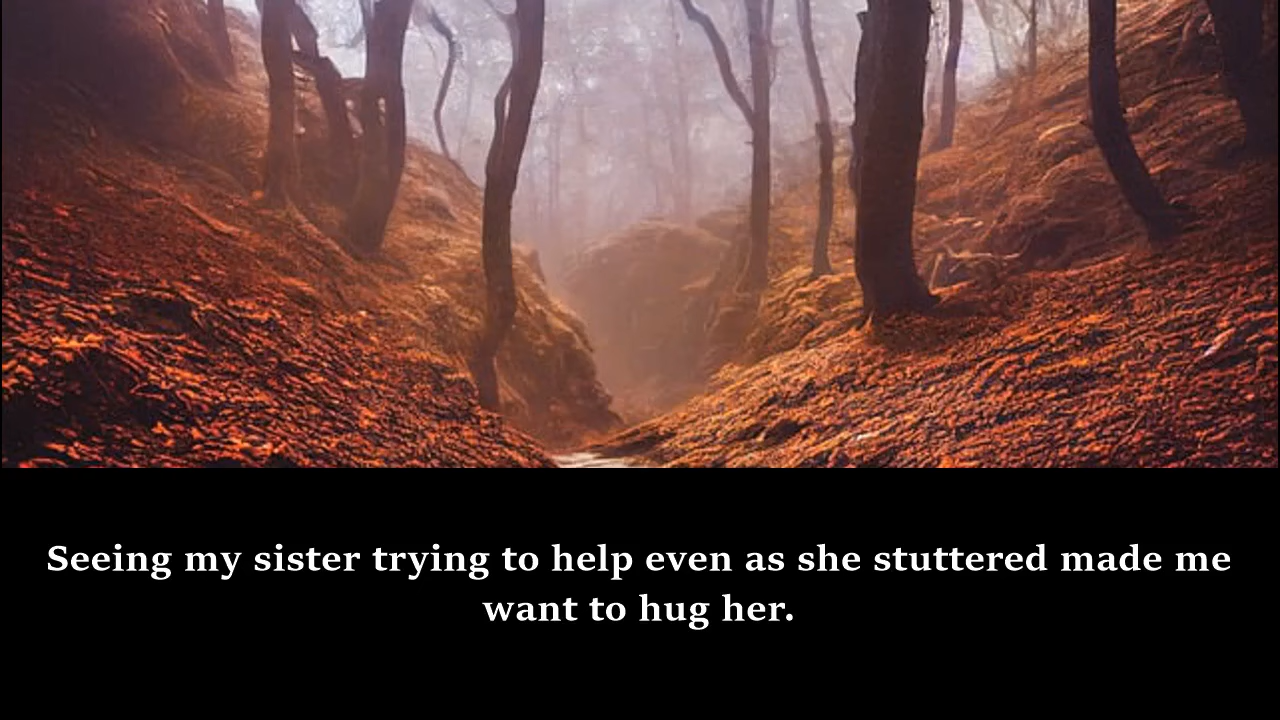 Seeing my sister trying to help even as she stuttered made me
want to hug her.